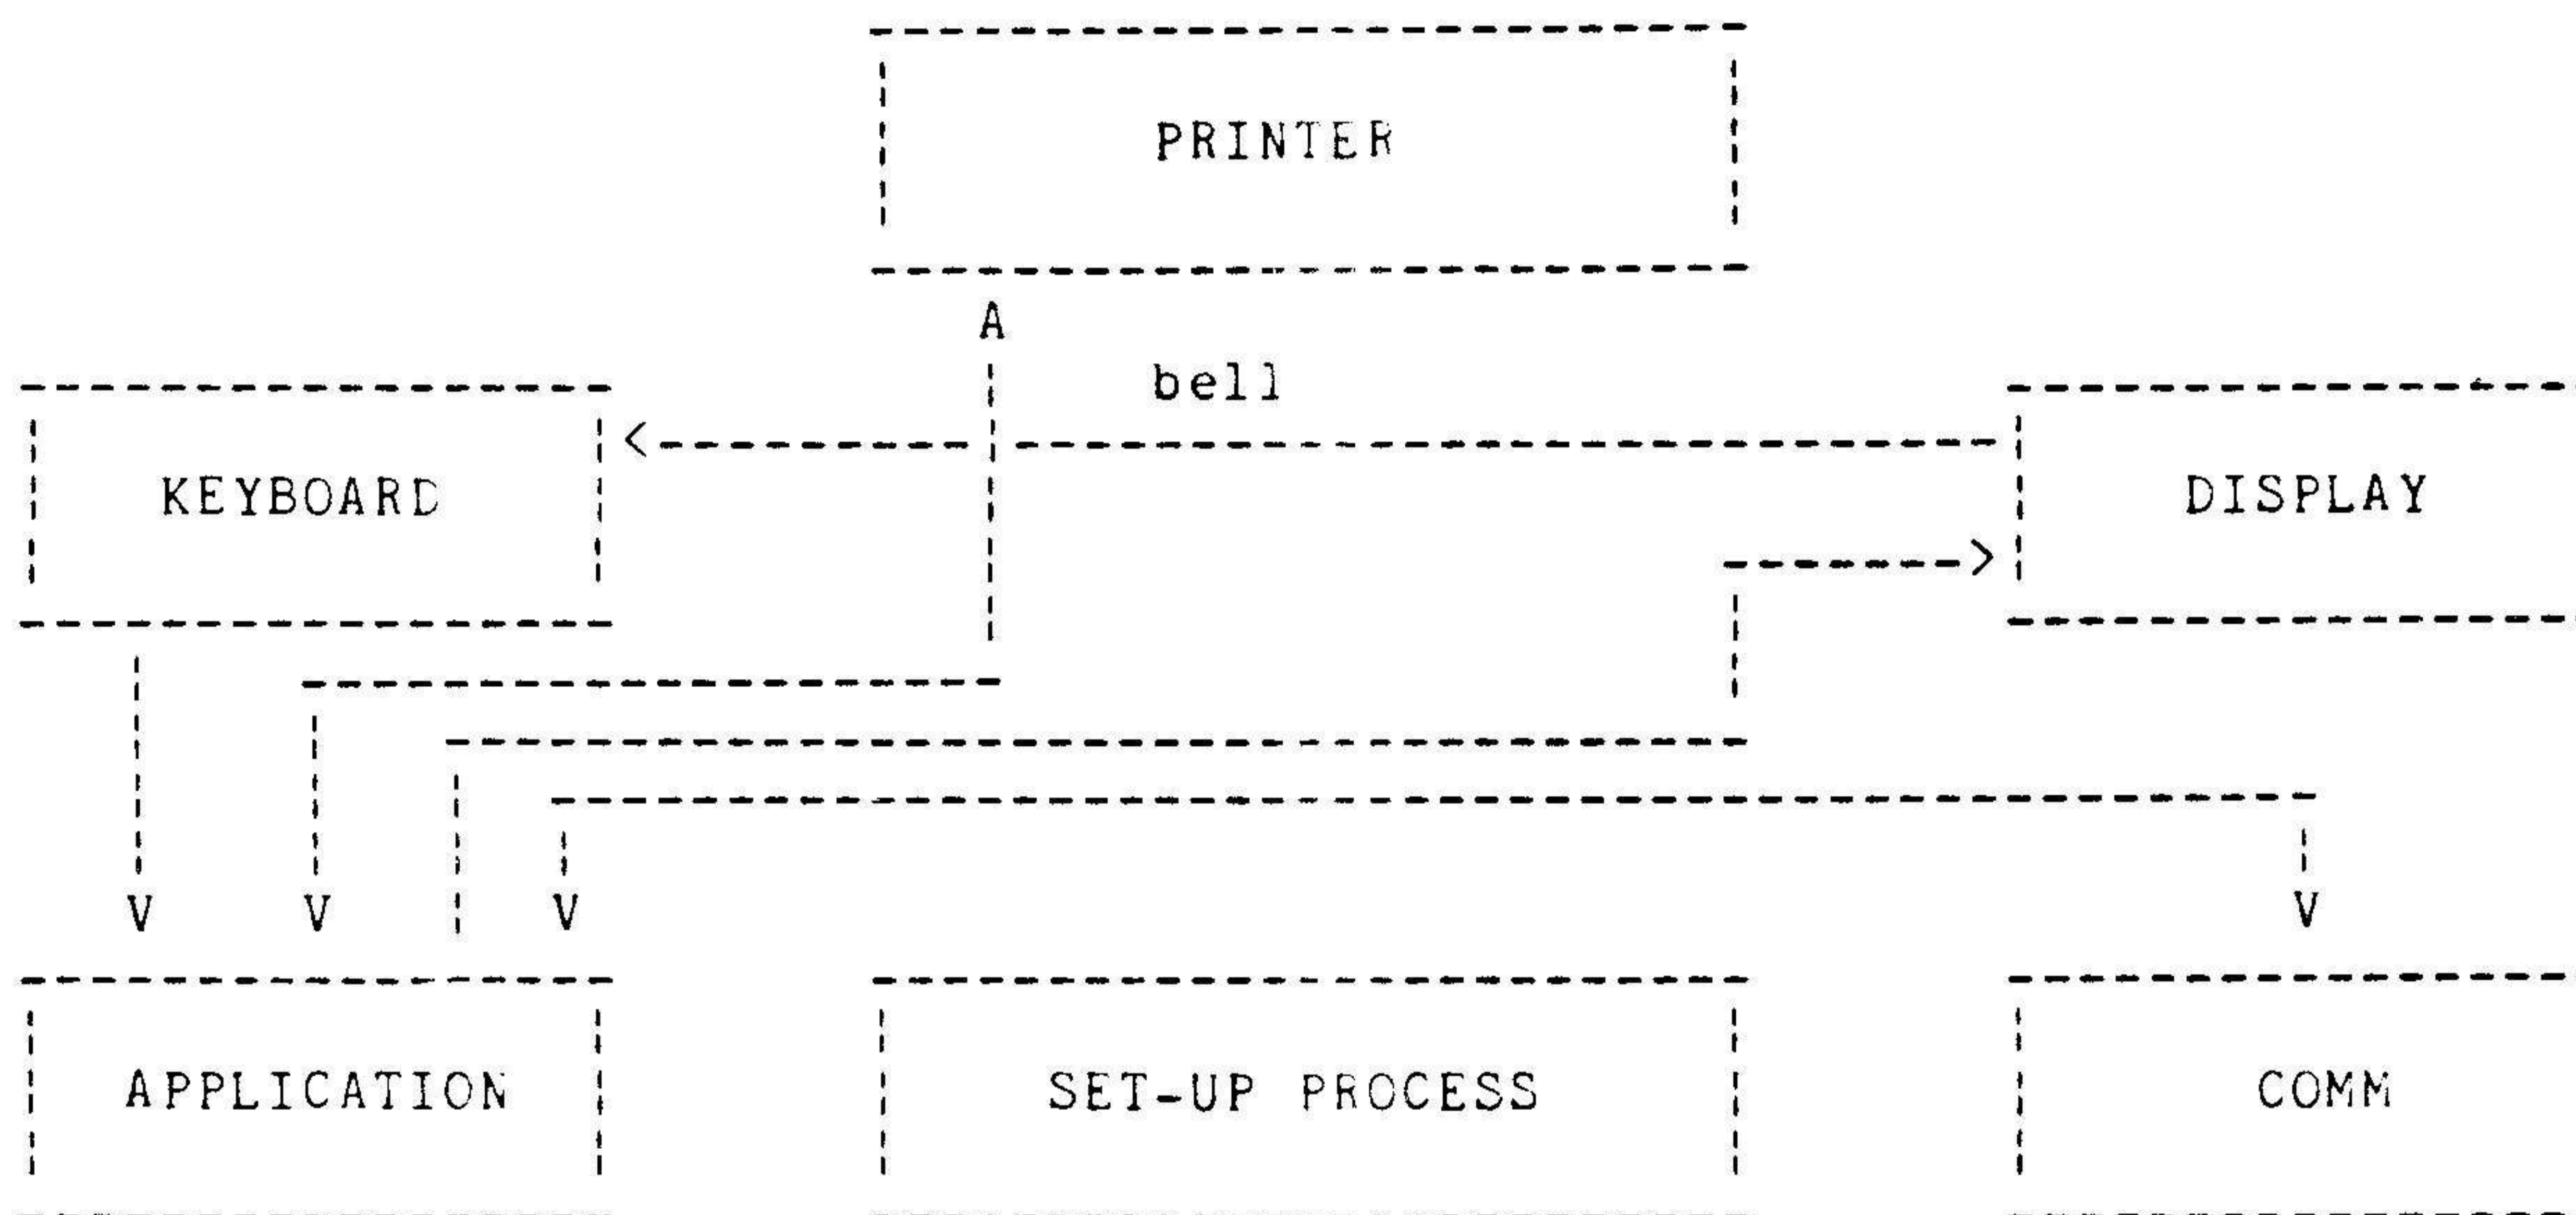 PRINTER
bell
KEYBOARD DISPLAY
APPLICATION SET-UP PROCESS COMM